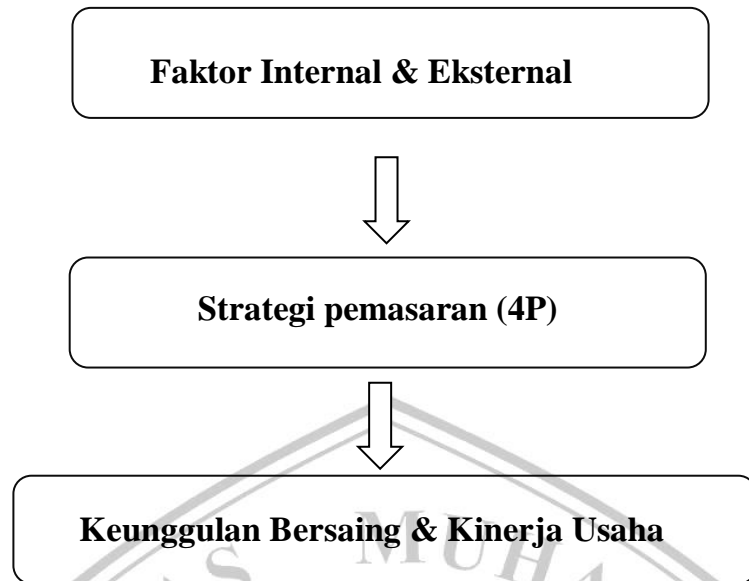 Faktor Internal & Eksternal
Strategi pemasaran (4P)
Keunggulan Bersaing & Kinerja Usaha